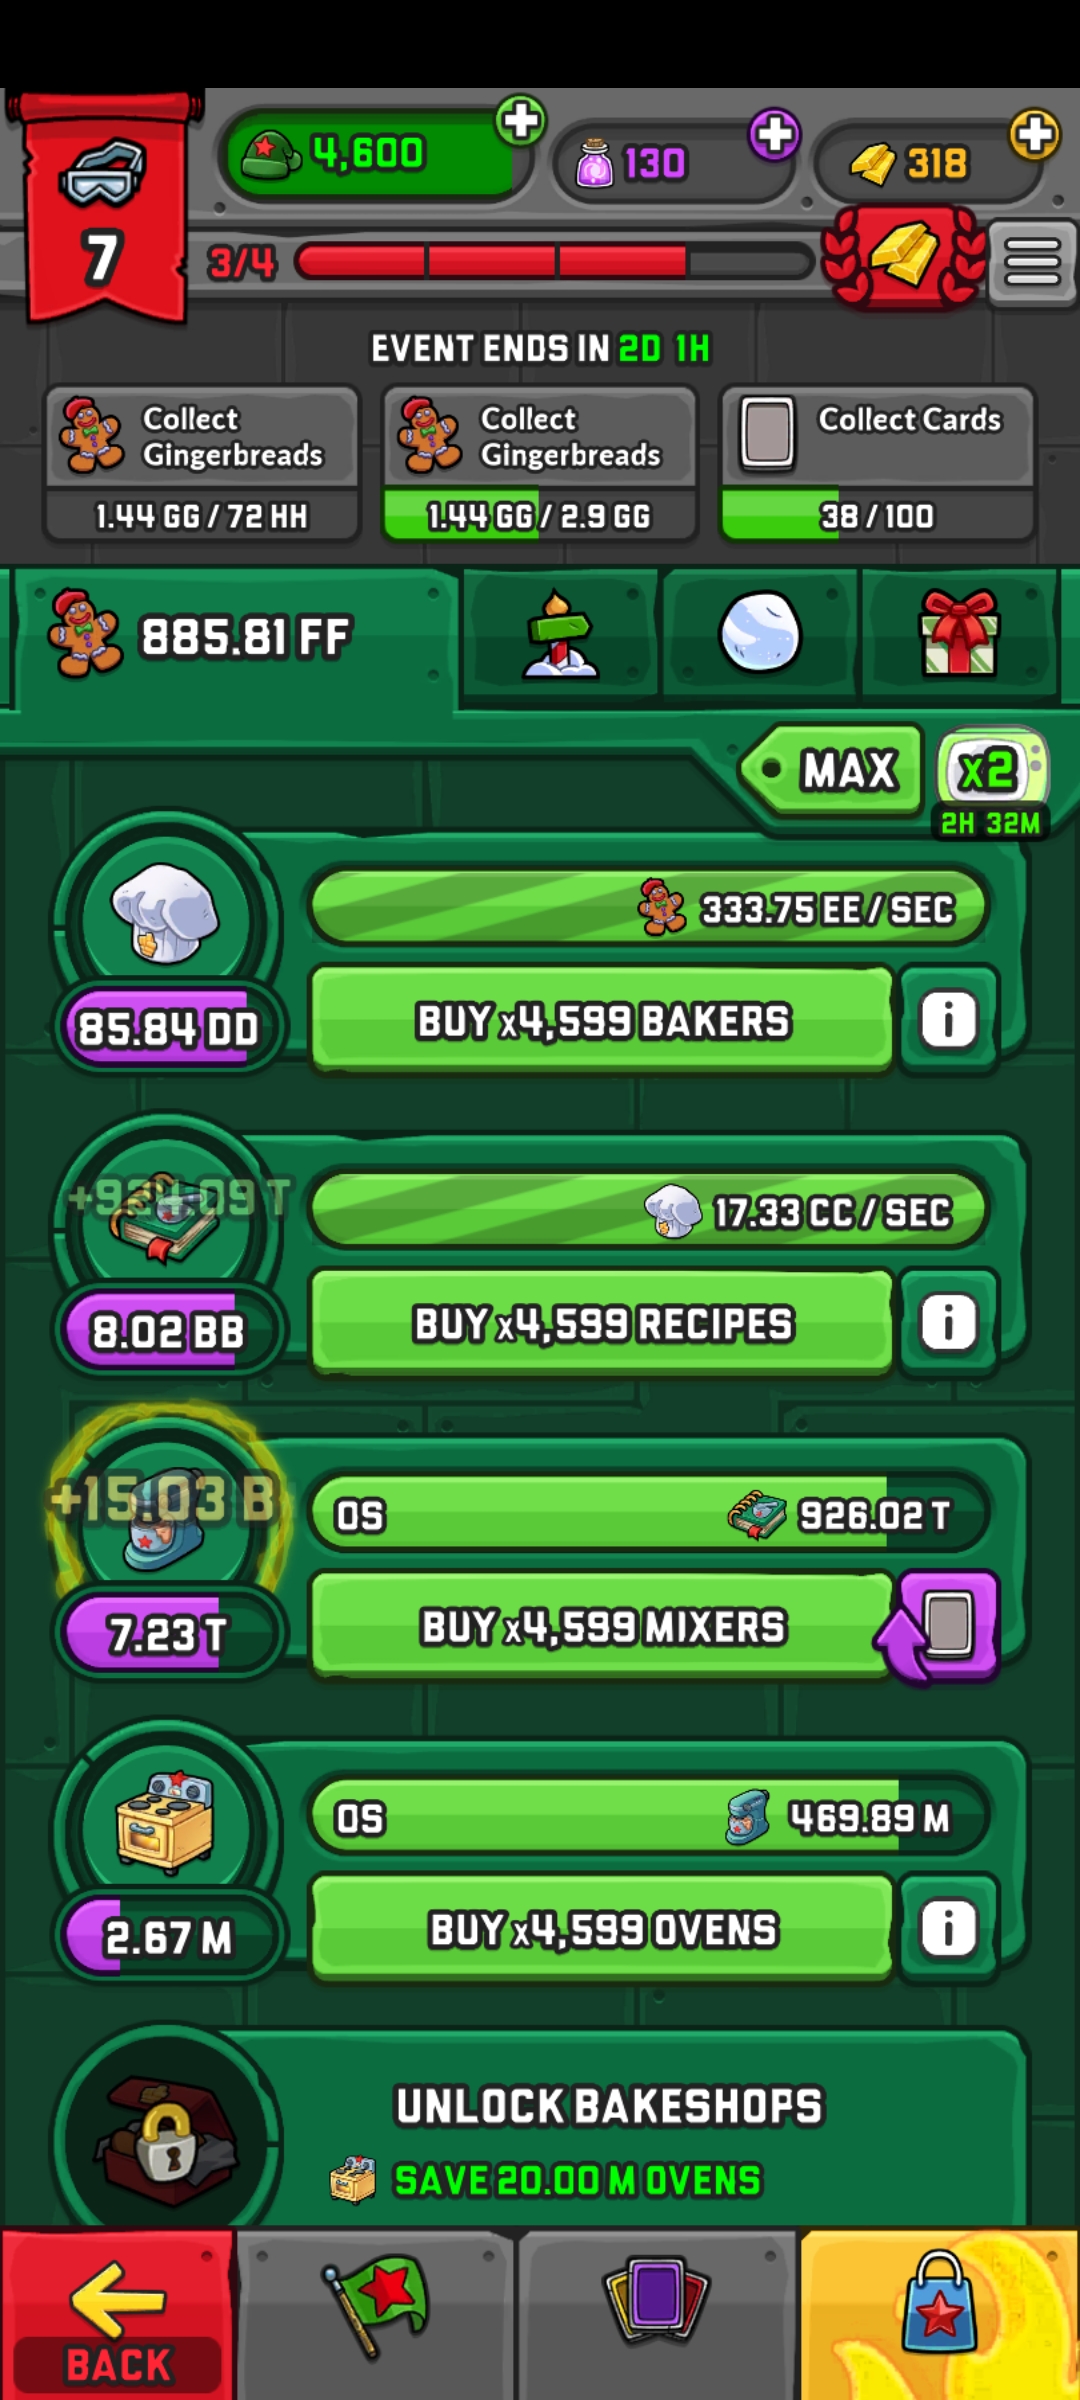 4,600
130
318
7
3/4
EVENT ENDS IN 2D 1H
Collect
Gingerbreads
1.44 GG / 72 HH
Collect
Gingerbreads
1.44 GG / 2.9 GG
Collect Cards
38 / 100
885.81 FF
MAX
x2
2H 32M
333.75 EE / SEC
85.84 DD
BUY x4,599 BAKERS
i
+924.09 T
17.33 CC / SEC
8.02 BB
BUY x4,599 RECIPES
i
+15.03 B
0S
926.02 T
7.23 T
BUY x4,599 MIXERS
0S
469.89 M
2.67 M
BUY x4,599 OVENS
i
UNLOCK BAKESHOPS
SAVE 20.00 M OVENS
BACK